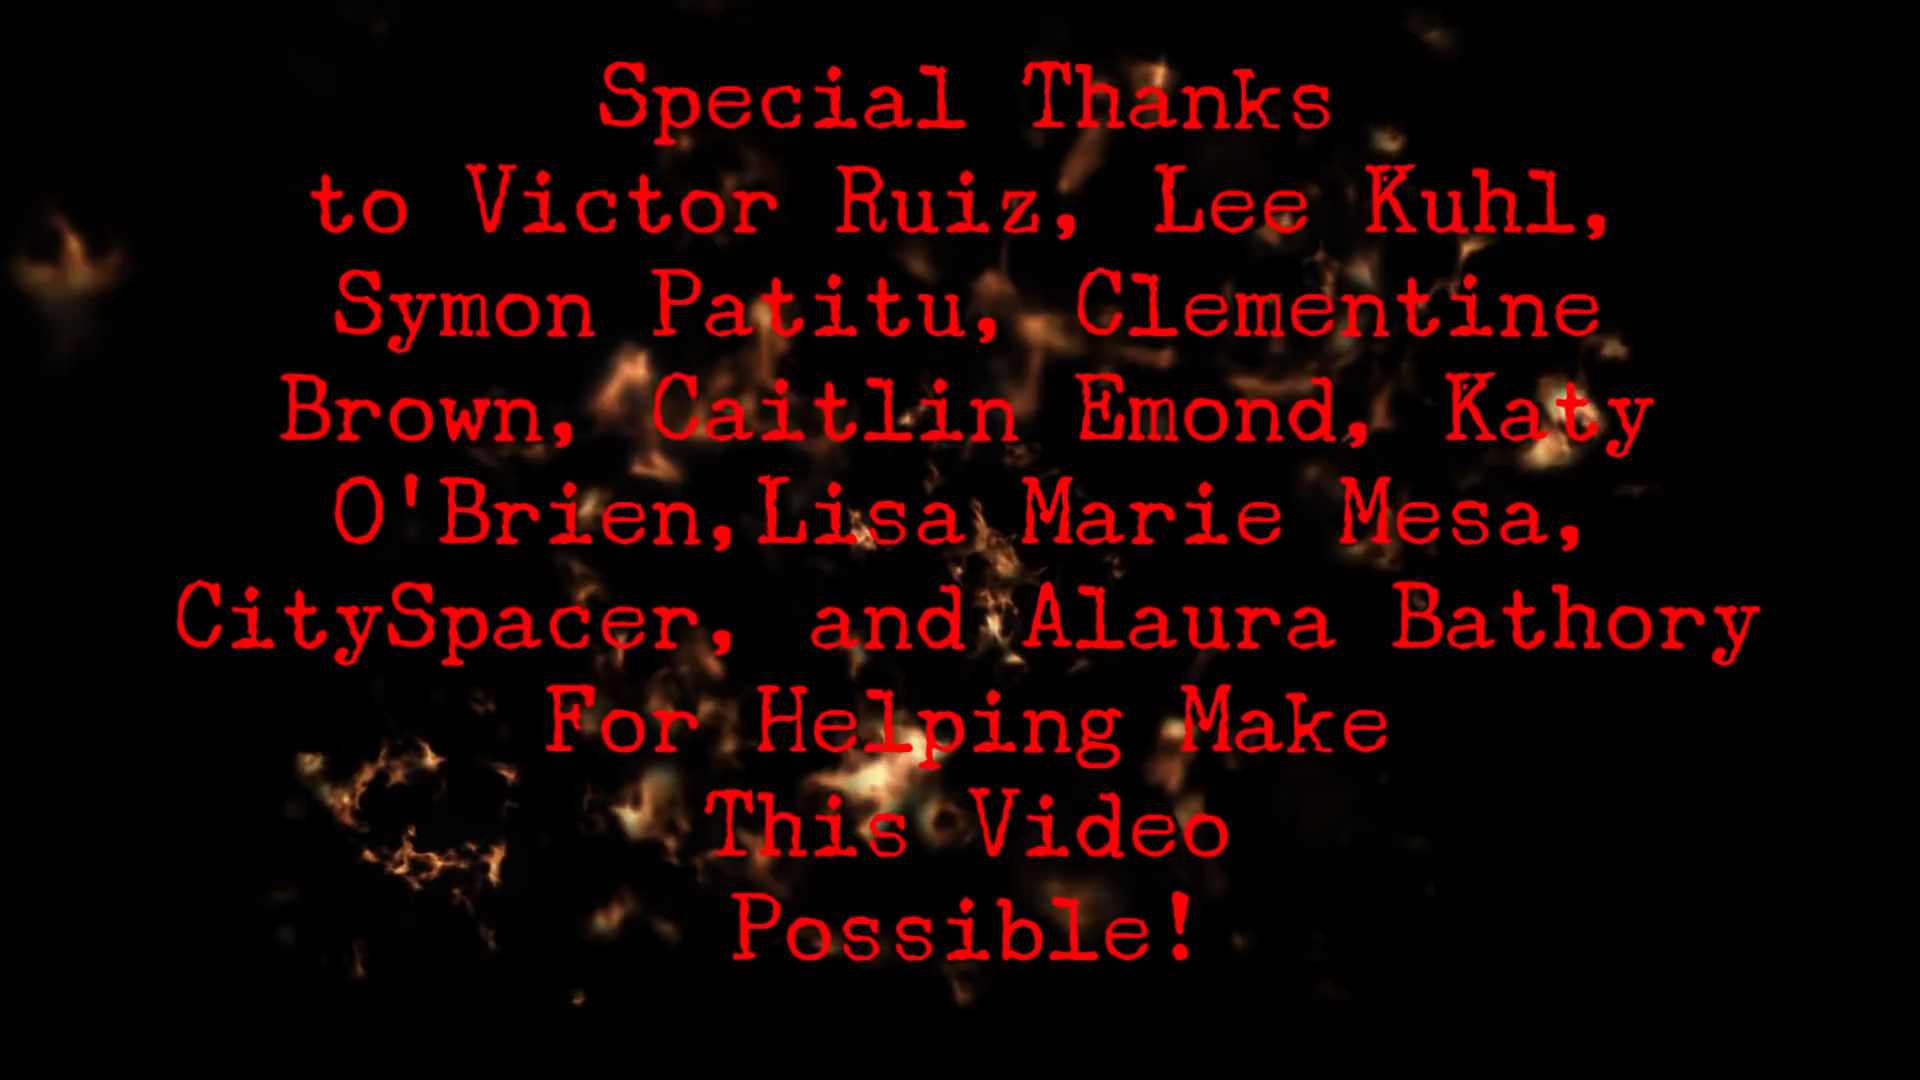 Special Thanks
to Victor Ruiz, Lee Kuhl,
Symon Patitu, Clementine
Brown, Caitlin Emond, Katy
O'Brien,Lisa Marie Mesa,
CitySpacer, and Alaura Bathory
For Helping Make
This Video
Possible!